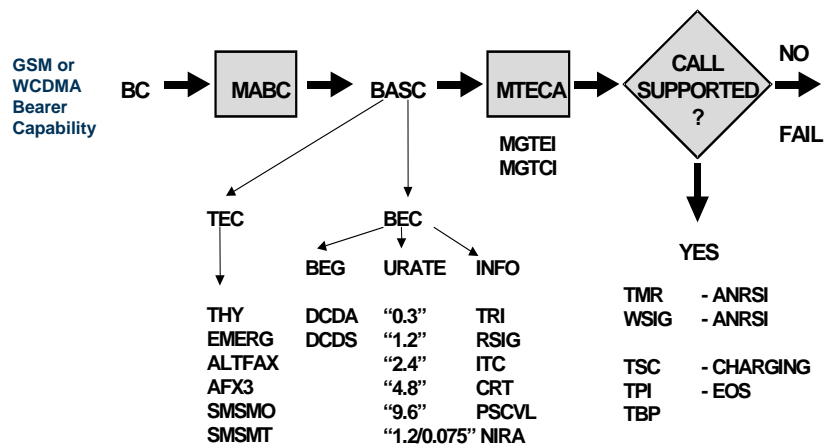 GSM or
WCDMA
Bearer
Capability
BC
MABC
BASC
MTECA
MGTEI
MGTCI
CALL
SUPPORTED
?
NO
FAIL
YES
TEC
BEC
BEG URATE INFO
THY DCDA “0.3” TRI
EMERG DCDS “1.2” RSIG
ALTFAX “2.4” ITC
AFX3 “4.8” CRT
SMSMO “9.6” PSCVL
SMSMT “1.2/0.075” NIRA
TMR - ANRSI
WSIG - ANRSI
TSC - CHARGING
TPI - EOS
TBP